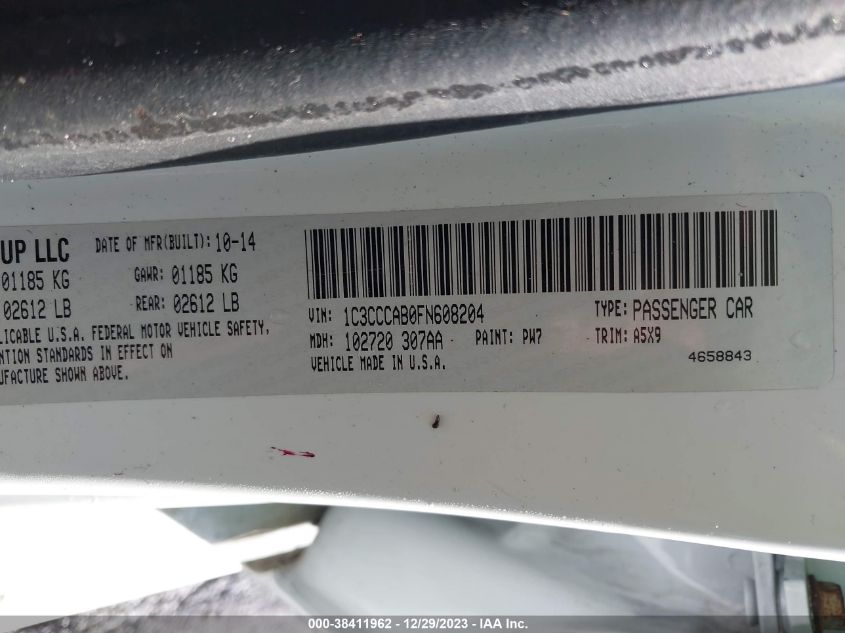 UP LLC DATE OF MFR(BUILT): 10-14
01185 KG GAWR: 01185 KG
02612 LB REAR: 02612 LB
LICABLE U.S.A. FEDERAL MOTOR VEHICLE SAFETY,
NTION STANDARDS IN EFFECT ON
UFACTURE SHOWN ABOVE.
VIN: 1C3CCCAB0FN608204 TYPE: PASSENGER CAR
MDH: 102720 307AA PAINT: PW7 TRIM: A5X9
VEHICLE MADE IN U.S.A.
4658843
000-38411962 - 12/29/2023 - IAA Inc.